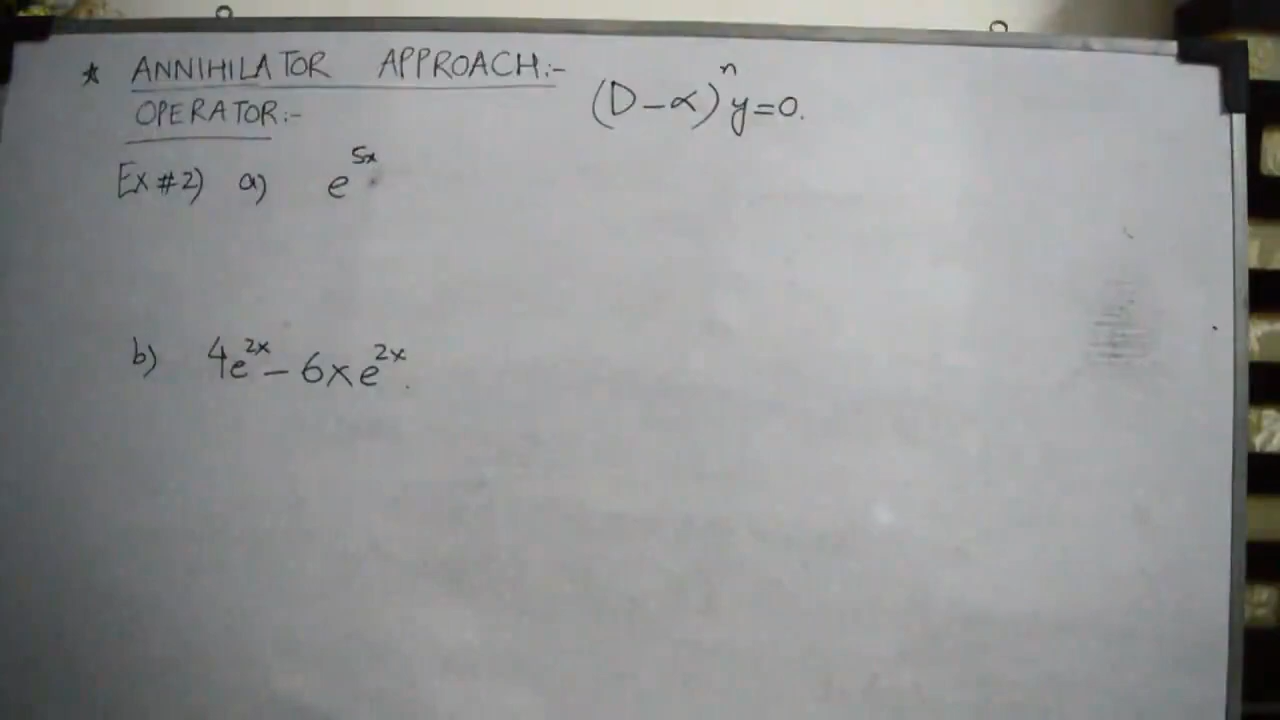 * ANNIHILATOR APPROACH:-
OPERATOR:-
(D-α)ⁿy=0.
Ex#2) a) e⁵ˣ
b) 4e²ˣ - 6xe²ˣ.